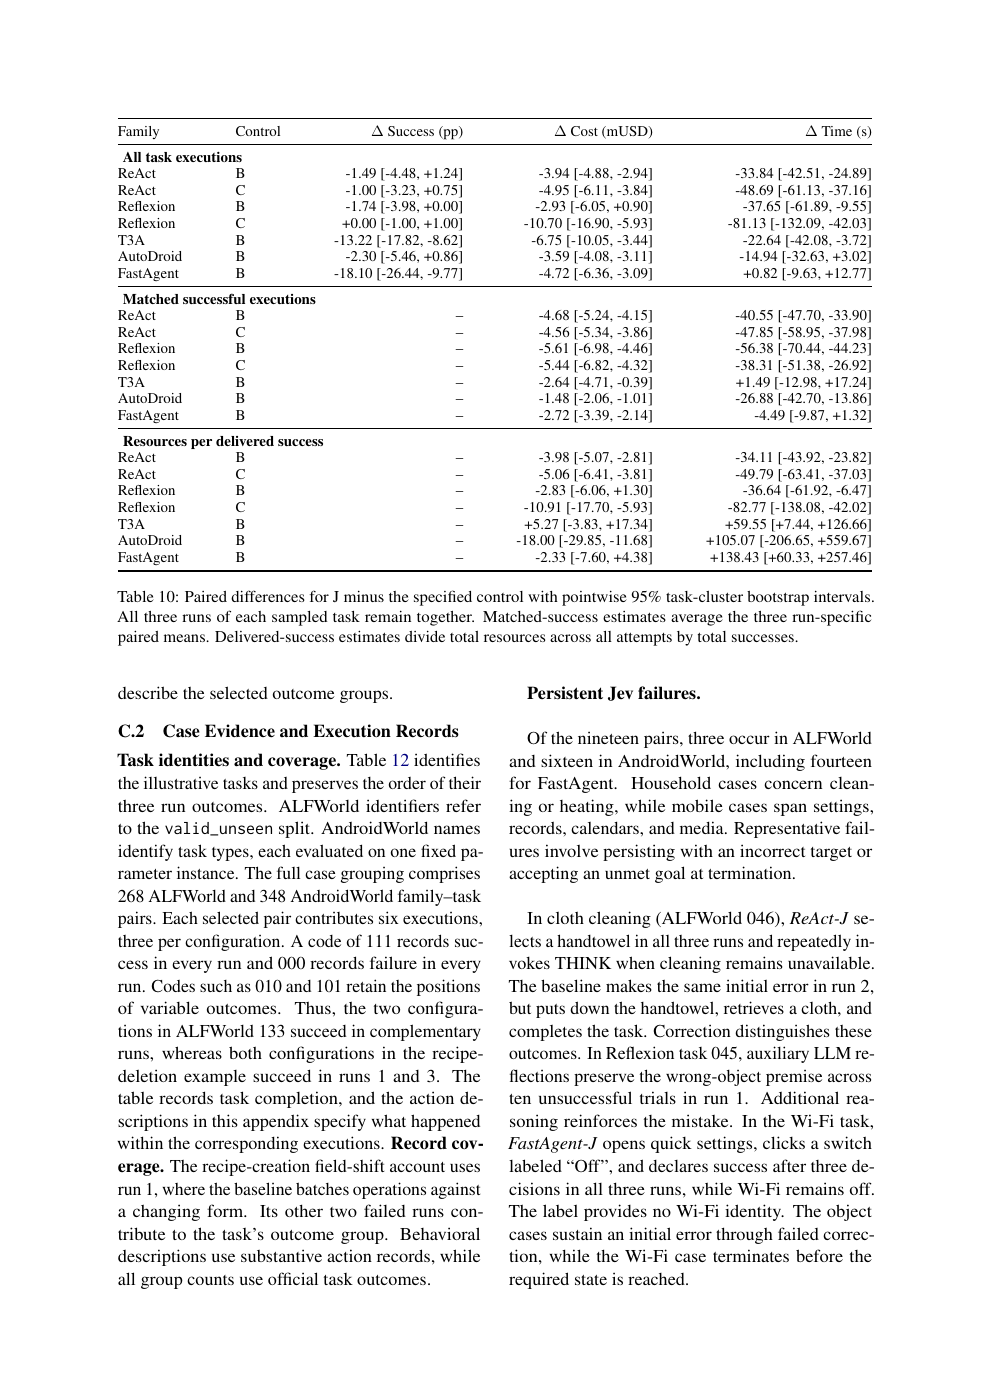 Family Control Δ Success (pp) Δ Cost (mUSD) Δ Time (s)
All task executions
ReAct B -1.49 [-4.48, +1.24] -3.94 [-4.88, -2.94] -33.84 [-42.51, -24.89]
ReAct C -1.00 [-3.23, +0.75] -4.95 [-6.11, -3.84] -48.69 [-61.13, -37.16]
Reflexion B -1.74 [-3.98, +0.00] -2.93 [-6.05, +0.90] -37.65 [-61.89, -9.55]
Reflexion C +0.00 [-1.00, +1.00] -10.70 [-16.90, -5.93] -81.13 [-132.09, -42.03]
T3A B -13.22 [-17.82, -8.62] -6.75 [-10.05, -3.44] -22.64 [-42.08, -3.72]
AutoDroid B -2.30 [-5.46, +0.86] -3.59 [-4.08, -3.11] -14.94 [-32.63, +3.02]
FastAgent B -18.10 [-26.44, -9.77] -4.72 [-6.36, -3.09] +0.82 [-9.63, +12.77]
Matched successful executions
ReAct B – -4.68 [-5.24, -4.15] -40.55 [-47.70, -33.90]
ReAct C – -4.56 [-5.34, -3.86] -47.85 [-58.95, -37.98]
Reflexion B – -5.61 [-6.98, -4.46] -56.38 [-70.44, -44.23]
Reflexion C – -5.44 [-6.82, -4.32] -38.31 [-51.38, -26.92]
T3A B – -2.64 [-4.71, -0.39] +1.49 [-12.98, +17.24]
AutoDroid B – -1.48 [-2.06, -1.01] -26.88 [-42.70, -13.86]
FastAgent B – -2.72 [-3.39, -2.14] -4.49 [-9.87, +1.32]
Resources per delivered success
ReAct B – -3.98 [-5.07, -2.81] -34.11 [-43.92, -23.82]
ReAct C – -5.06 [-6.41, -3.81] -49.79 [-63.41, -37.03]
Reflexion B – -2.83 [-6.06, +1.30] -36.64 [-61.92, -6.47]
Reflexion C – -10.91 [-17.70, -5.93] -82.77 [-138.08, -42.02]
T3A B – +5.27 [-3.83, +17.34] +59.55 [+7.44, +126.66]
AutoDroid B – -18.00 [-29.85, -11.68] +105.07 [-206.65, +559.67]
FastAgent B – -2.33 [-7.60, +4.38] +138.43 [+60.33, +257.46]
Table 10: Paired differences for J minus the specified control with pointwise 95% task-cluster bootstrap intervals.
All three runs of each sampled task remain together. Matched-success estimates average the three run-specific
paired means. Delivered-success estimates divide total resources across all attempts by total successes.
describe the selected outcome groups.
C.2 Case Evidence and Execution Records
Task identities and coverage. Table 12 identifies
the illustrative tasks and preserves the order of their
three run outcomes. ALFWorld identifiers refer
to the valid_unseen split. AndroidWorld names
identify task types, each evaluated on one fixed pa-
rameter instance. The full case grouping comprises
268 ALFWorld and 348 AndroidWorld family–task
pairs. Each selected pair contributes six executions,
three per configuration. A code of 111 records suc-
cess in every run and 000 records failure in every
run. Codes such as 010 and 101 retain the positions
of variable outcomes. Thus, the two configura-
tions in ALFWorld 133 succeed in complementary
runs, whereas both configurations in the recipe-
deletion example succeed in runs 1 and 3. The
table records task completion, and the action de-
scriptions in this appendix specify what happened
within the corresponding executions. Record cov-
erage. The recipe-creation field-shift account uses
run 1, where the baseline batches operations against
a changing form. Its other two failed runs con-
tribute to the task's outcome group. Behavioral
descriptions use substantive action records, while
all group counts use official task outcomes.
Persistent Jev failures.
Of the nineteen pairs, three occur in ALFWorld
and sixteen in AndroidWorld, including fourteen
for FastAgent. Household cases concern clean-
ing or heating, while mobile cases span settings,
records, calendars, and media. Representative fail-
ures involve persisting with an incorrect target or
accepting an unmet goal at termination.
In cloth cleaning (ALFWorld 046), ReAct-J se-
lects a handtowel in all three runs and repeatedly in-
vokes THINK when cleaning remains unavailable.
The baseline makes the same initial error in run 2,
but puts down the handtowel, retrieves a cloth, and
completes the task. Correction distinguishes these
outcomes. In Reflexion task 045, auxiliary LLM re-
flections preserve the wrong-object premise across
ten unsuccessful trials in run 1. Additional rea-
soning reinforces the mistake. In the Wi-Fi task,
FastAgent-J opens quick settings, clicks a switch
labeled “Off”, and declares success after three de-
cisions in all three runs, while Wi-Fi remains off.
The label provides no Wi-Fi identity. The object
cases sustain an initial error through failed correc-
tion, while the Wi-Fi case terminates before the
required state is reached.